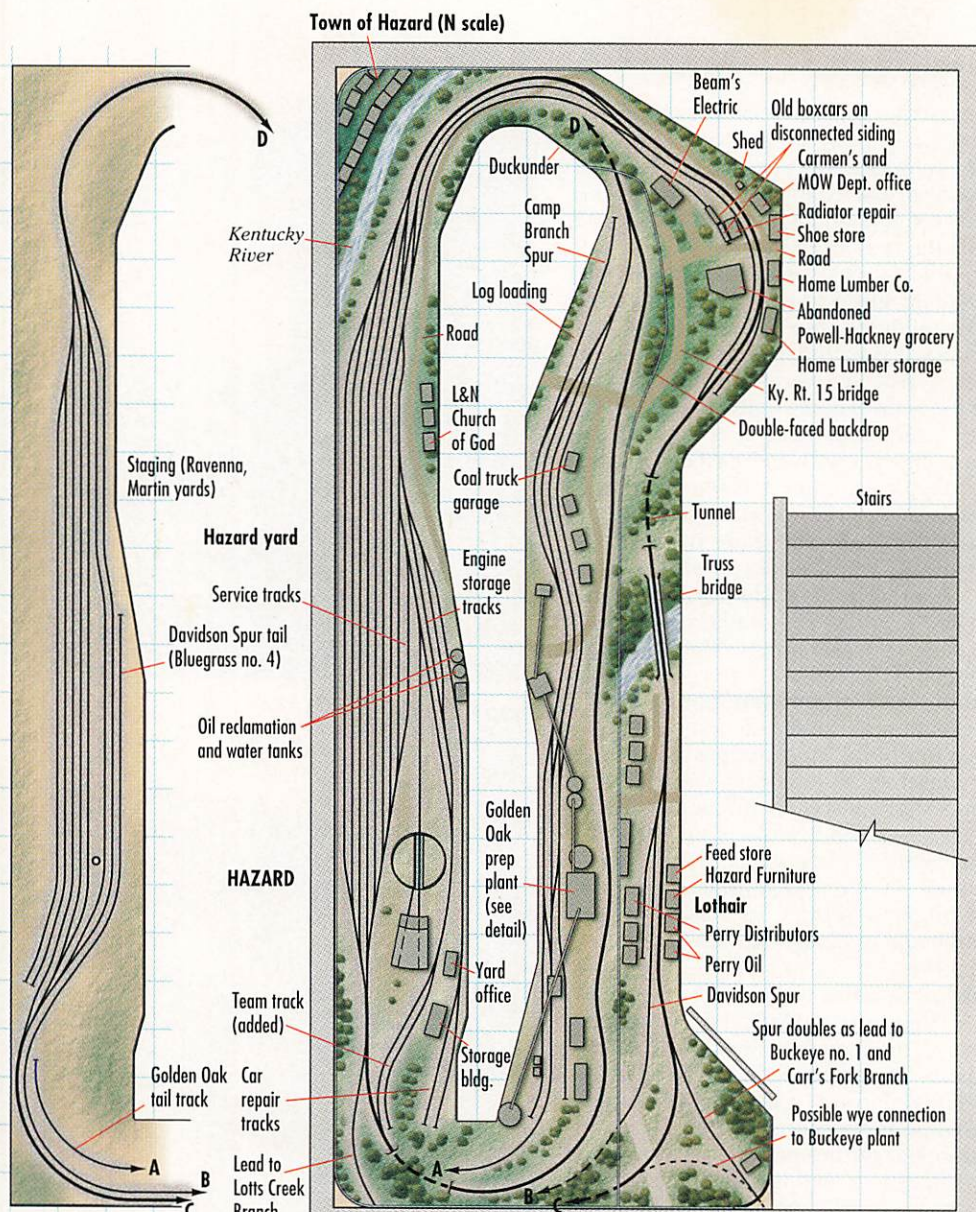 Town of Hazard (N scale)
D
Kentucky
River
Staging (Ravenna,
Martin yards)
Hazard yard
Service tracks
Davidson Spur tail
(Bluegrass no. 4)
Oil reclamation
and water tanks
HAZARD
Team track
(added)
Golden Oak
tail track
Car
repair
tracks
Lead to
Lotts Creek
Branch
A
B
C
D
Duckunder
Camp
Branch
Spur
Log loading
Road
L&N
Church
of God
Coal truck
garage
Engine
storage
tracks
Golden
Oak
prep
plant
(see
detail)
Yard
office
Storage
bldg.
A
B
C
Beam's
Electric
Shed
Old boxcars on
disconnected siding
Carmen's and
MOW Dept. office
Radiator repair
Shoe store
Road
Home Lumber Co.
Abandoned
Powell-Hackney grocery
Home Lumber storage
Ky. Rt. 15 bridge
Double-faced backdrop
Stairs
Tunnel
Truss
bridge
Feed store
Hazard Furniture
Lothair
Perry Distributors
Perry Oil
Davidson Spur
Spur doubles as lead to
Buckeye no. 1 and
Carr's Fork Branch
Possible wye connection
to Buckeye plant